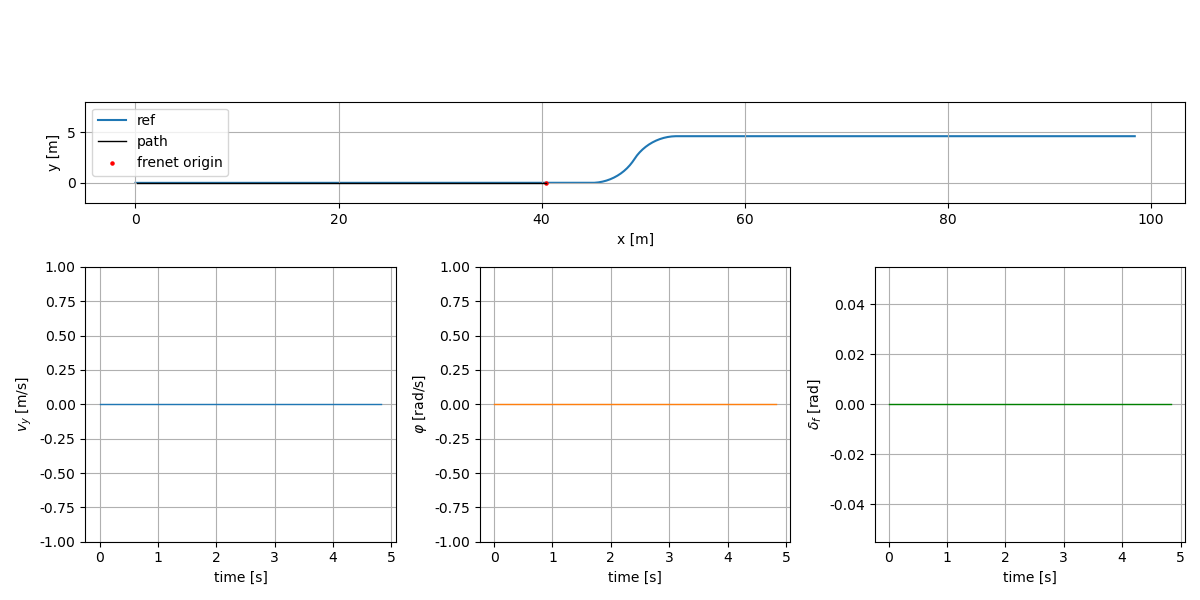 ref
path
frenet origin
y [m]
5
0
0 20 40 60 80 100
x [m]
v_y [m/s]
1.00
0.75
0.50
0.25
0.00
-0.25
-0.50
-0.75
-1.00
0 1 2 3 4 5
time [s]
φ [rad/s]
1.00
0.75
0.50
0.25
0.00
-0.25
-0.50
-0.75
-1.00
0 1 2 3 4 5
time [s]
δ_f [rad]
0.04
0.02
0.00
-0.02
-0.04
0 1 2 3 4 5
time [s]